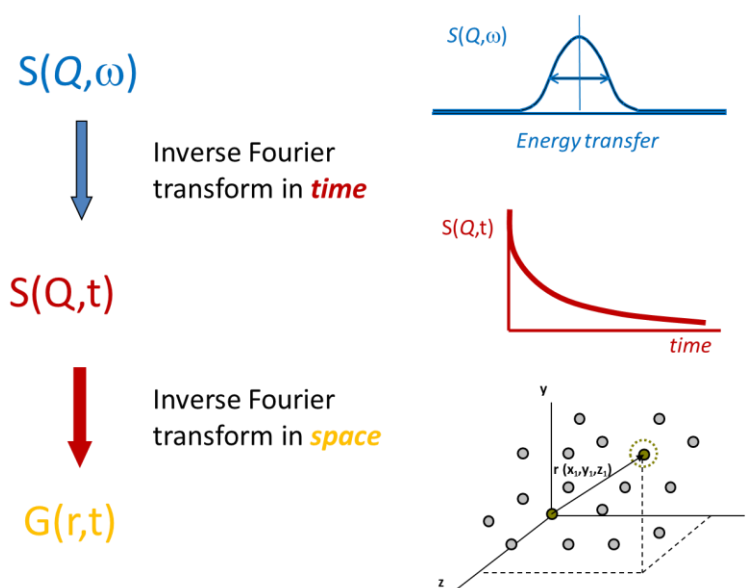 S(Q,ω)
Inverse Fourier
transform in time
S(Q,t)
Inverse Fourier
transform in space
G(r,t)
S(Q,ω)
Energy transfer
S(Q,t)
time
y
r (x₁,y₁,z₁)
z